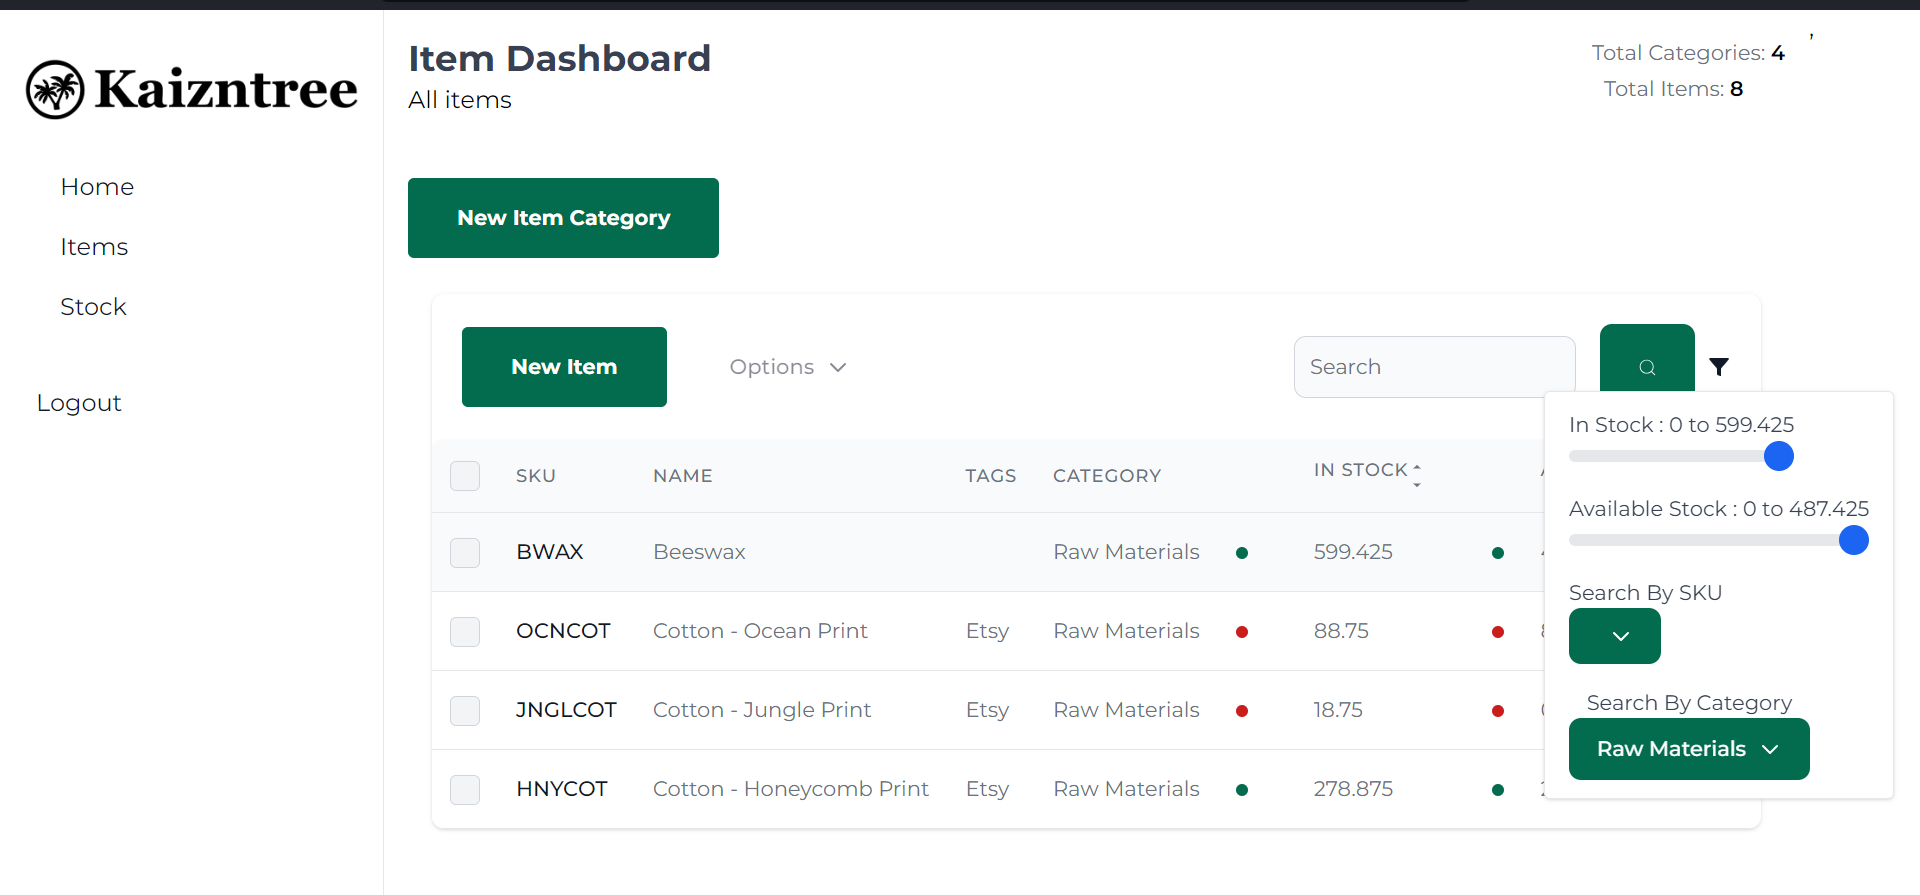 Kaizntree
Home
Items
Stock
Logout
Item Dashboard
All items
Total Categories: 4
,
Total Items: 8
New Item Category
New Item
Options
Search
SKU NAME TAGS CATEGORY IN STOCK
BWAX Beeswax Raw Materials 599.425
OCNCOT Cotton - Ocean Print Etsy Raw Materials 88.75
JNGLCOT Cotton - Jungle Print Etsy Raw Materials 18.75
HNYCOT Cotton - Honeycomb Print Etsy Raw Materials 278.875
In Stock : 0 to 599.425
Available Stock : 0 to 487.425
Search By SKU
Search By Category
Raw Materials